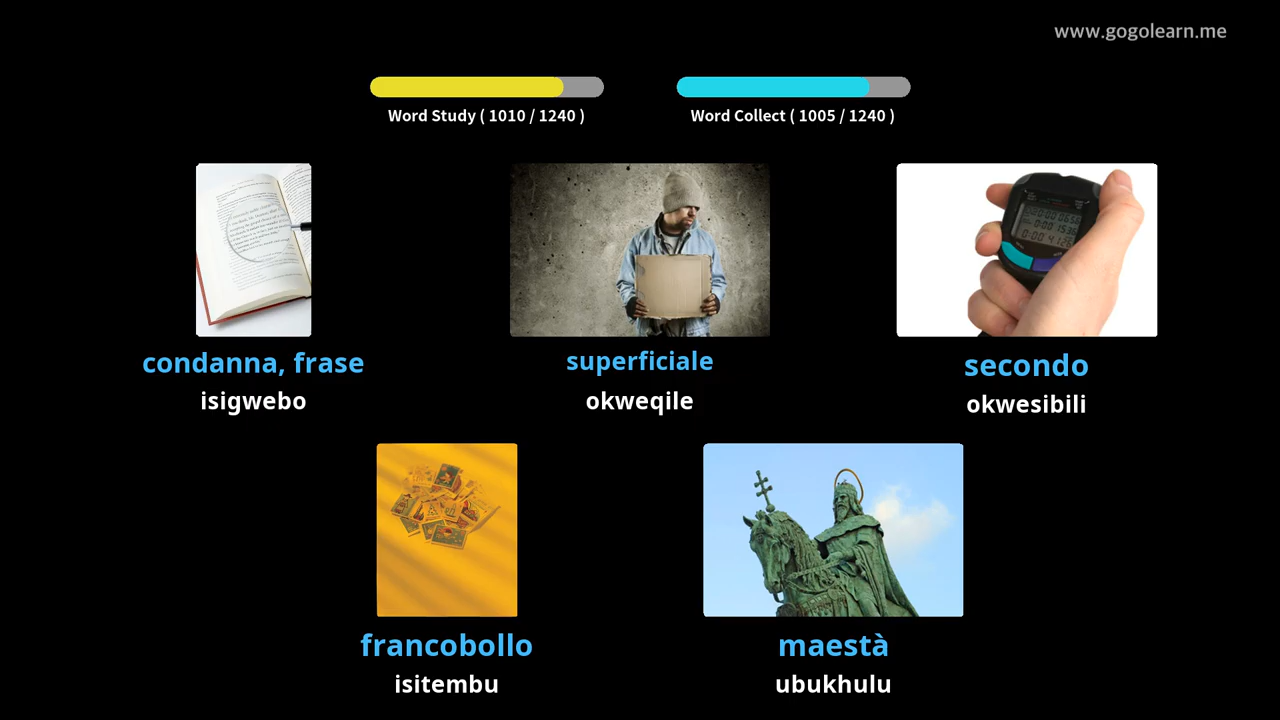 www.gogolearn.me
Word Study ( 1010 / 1240 )
Word Collect ( 1005 / 1240 )
condanna, frase
isigwebo
superficiale
okweqile
secondo
okwesibili
francobollo
isitembu
maestà
ubukhulu